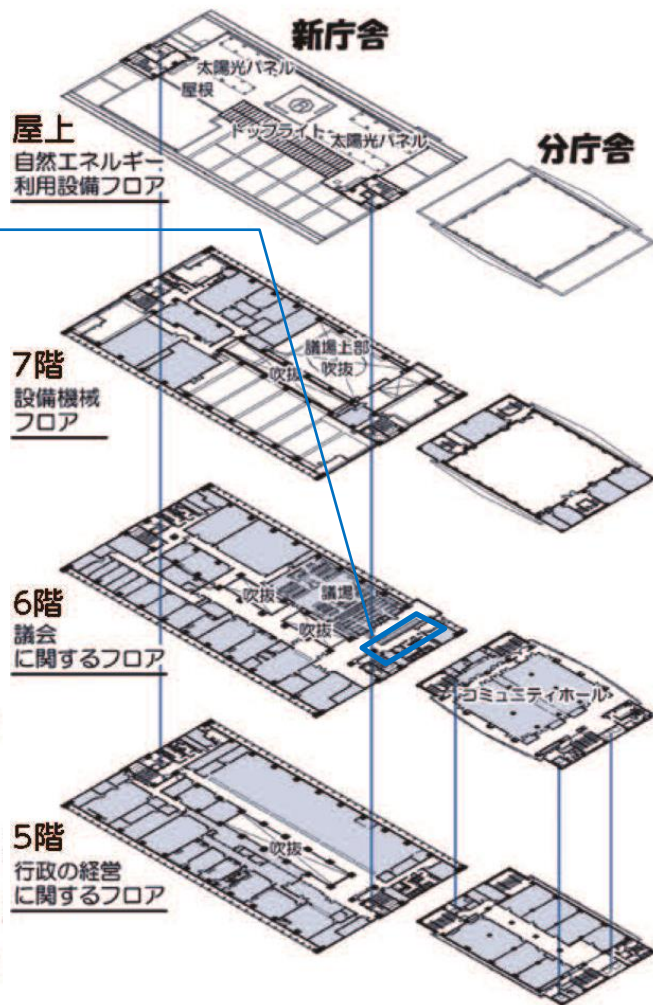 新庁舎
太陽光パネル
屋根
トップライト
太陽光パネル
屋上
自然エネルギー
利用設備フロア
分庁舎
7階
設備機械
フロア
議場上部
吹抜
吹抜
6階
議会
に関するフロア
吹抜
議場
吹抜
コミュニティホール
5階
行政の経営
に関するフロア
吹抜